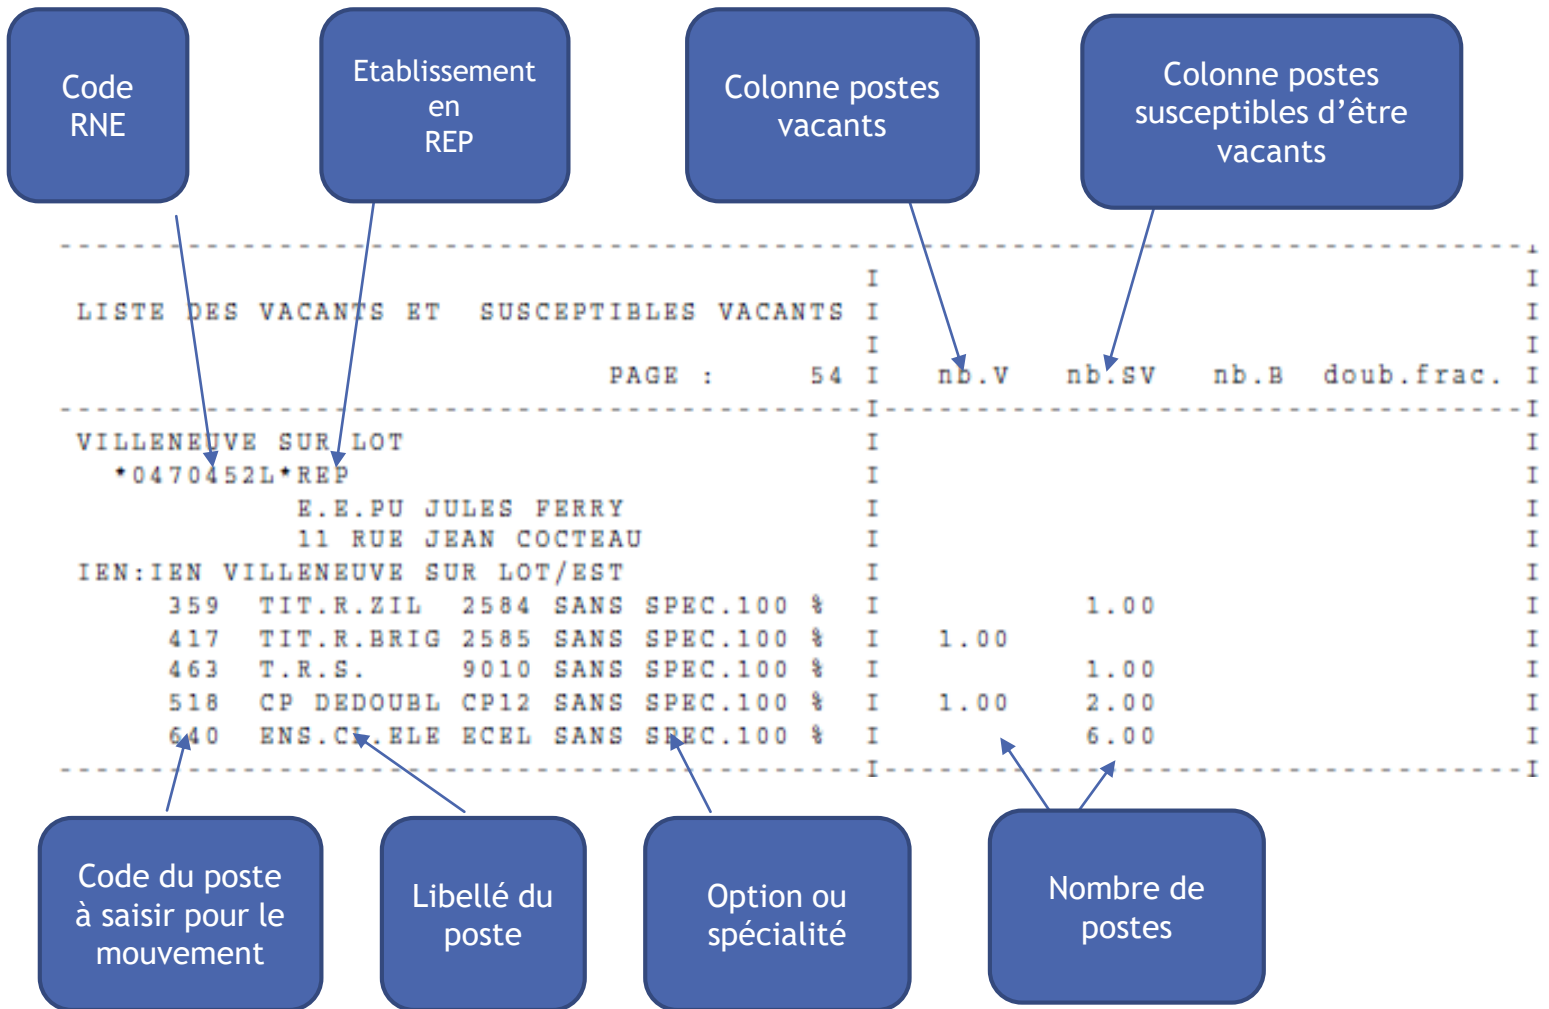 Code
RNE
Etablissement
en
REP
Colonne postes
vacants
Colonne postes
susceptibles d’être
vacants
LISTE DES VACANTS ET SUSCEPTIBLES VACANTS
PAGE : 54 nb.V nb.SV nb.B doub.frac.
VILLENEUVE SUR LOT
*0470452L*REP
E.E.PU JULES FERRY
11 RUE JEAN COCTEAU
IEN:IEN VILLENEUVE SUR LOT/EST
359 TIT.R.ZIL 2584 SANS SPEC.100 % I 1.00
417 TIT.R.BRIG 2585 SANS SPEC.100 % I 1.00
463 T.R.S. 9010 SANS SPEC.100 % I 1.00
518 CP DEDOUBL CP12 SANS SPEC.100 % I 1.00 2.00
640 ENS.CL.ELE ECEL SANS SPEC.100 % I 6.00
Code du poste
à saisir pour le
mouvement
Libellé du
poste
Option ou
spécialité
Nombre de
postes